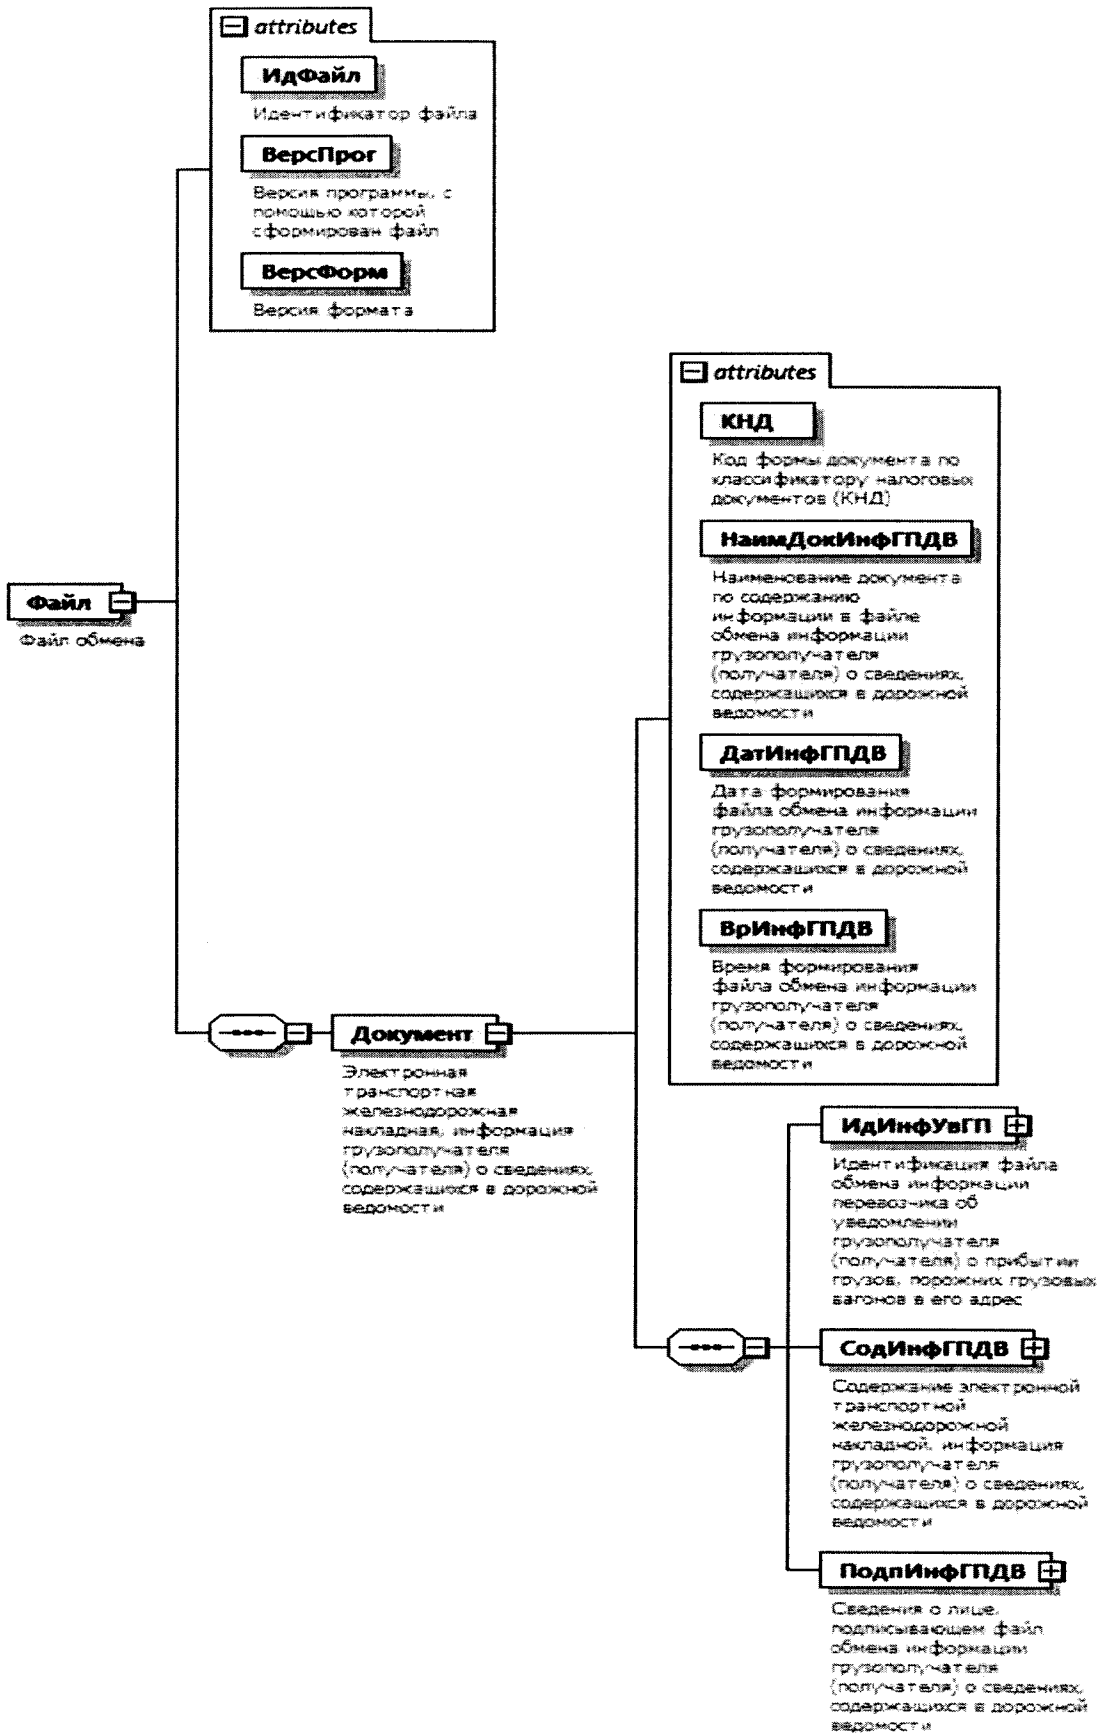 attributes
ИдФайл
Идентификатор файла
ВерсПрог
Версия программы, с
помощью которой
сформирован файл
ВерсФорм
Версия формата
Файл
Файл обмена
attributes
КНД
Код формы документа по
классификатору налоговых
документов (КНД)
НаимДокИнфГПДВ
Наименование документа
по содержанию
информации в файле
обмена информации
грузополучателя
(получателя) о сведениях,
содержащихся в дорожной
ведомости
ДатИнфГПДВ
Дата формирования
файла обмена информации
грузополучателя
(получателя) о сведениях,
содержащихся в дорожной
ведомости
ВрИнфГПДВ
Время формирования
файла обмена информации
грузополучателя
(получателя) о сведениях,
содержащихся в дорожной
ведомости
Документ
Электронная
транспортная
железнодорожная
накладная, информация
грузополучателя
(получателя) о сведениях,
содержащихся в дорожной
ведомости
ИдИнфУвГП
Идентификация файла
обмена информации
перевозчика об
уведомлении
грузополучателя
(получателя) о прибытии
грузов, порожних грузовых
вагонов в его адрес
СодИнфГПДВ
Содержание электронной
транспортной
железнодорожной
накладной, информация
грузополучателя
(получателя) о сведениях,
содержащихся в дорожной
ведомости
ПодпИнфГПДВ
Сведения о лице,
подписывающем файл
обмена информации
грузополучателя
(получателя) о сведениях,
содержащихся в дорожной
ведомости